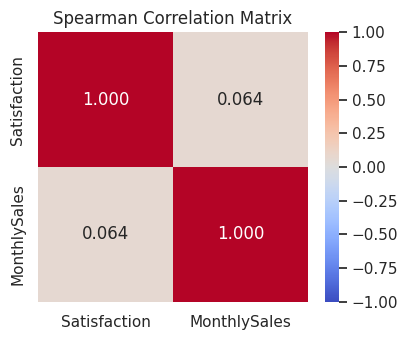 Spearman Correlation Matrix
Satisfaction
MonthlySales
1.000
0.064
0.064
1.000
Satisfaction
MonthlySales
1.00
0.75
0.50
0.25
0.00
−0.25
−0.50
−0.75
−1.00